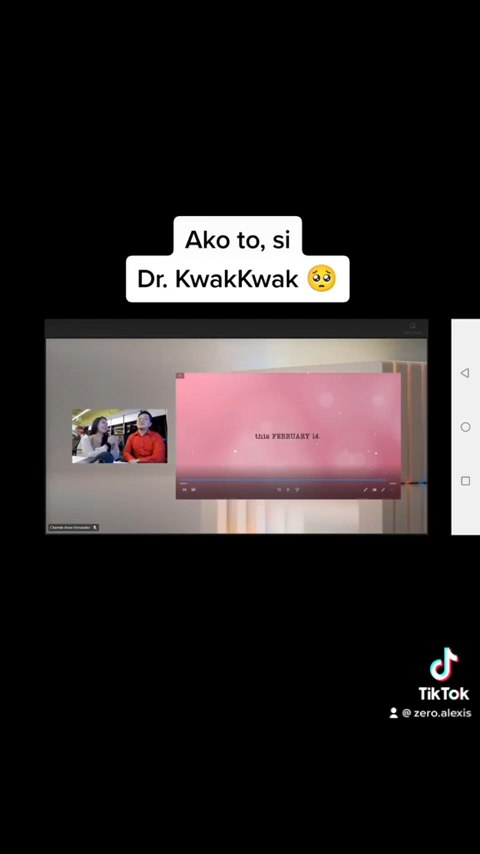 Ako to, si
Dr. KwakKwak 🥺
this FEBRUARY 14
TikTok
@ zero.alexis